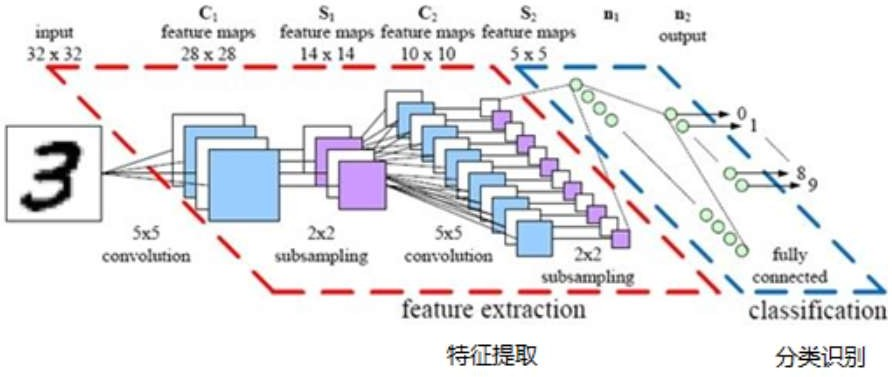 input
32 x 32
C1
feature maps
28 x 28
S1
feature maps
14 x 14
C2
feature maps
10 x 10
S2
feature maps
5 x 5
n1
n2
output
0
1
8
9
5x5
convolution
2x2
subsampling
5x5
convolution
2x2
subsampling
fully
connected
feature extraction
classification
特征提取
分类识别